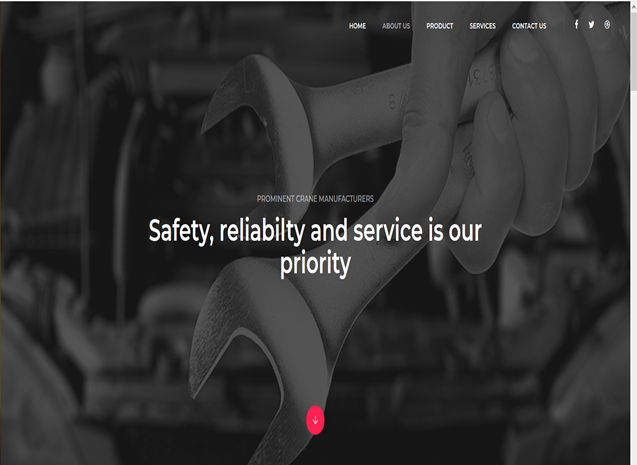 HOME ABOUT US PRODUCT SERVICES CONTACT US
PROMINENT CRANE MANUFACTURERS
Safety, reliabilty and service is our
priority